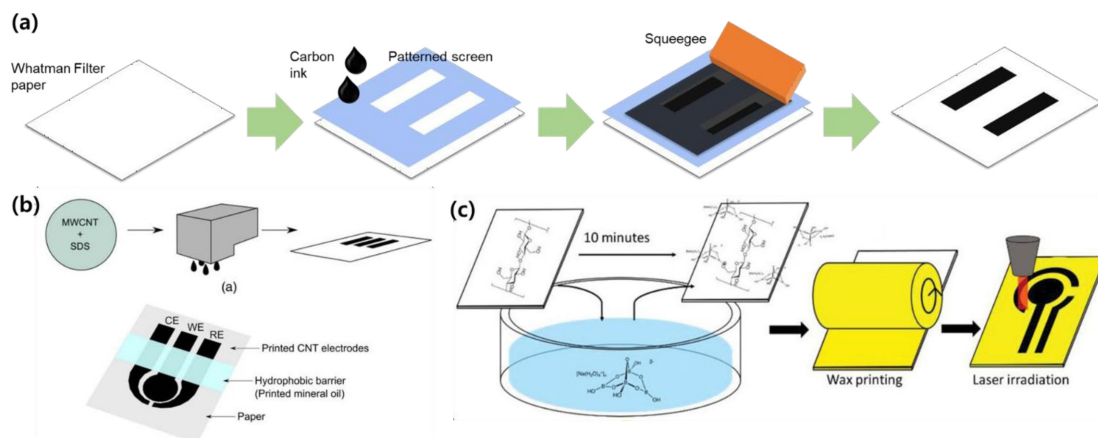 (a)
Whatman Filter
paper
Carbon
ink
Patterned screen
Squeegee
(b)
MWCNT
+
SDS
(a)
CE
WE
RE
Printed CNT electrodes
Hydrophobic barrier
(Printed mineral oil)
Paper
(c)
10 minutes
Wax printing
Laser irradiation